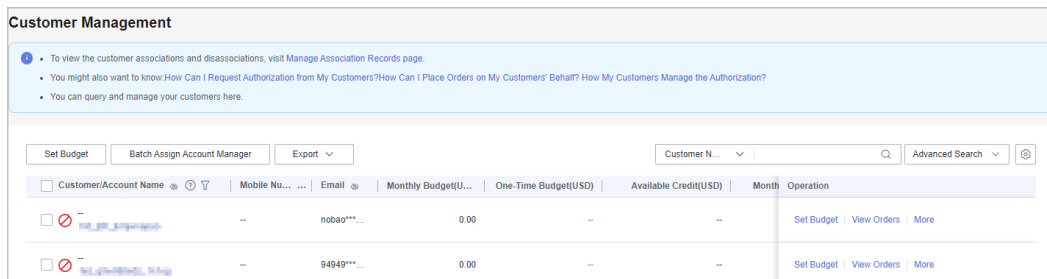 Customer Management
To view the customer associations and disassociations, visit Manage Association Records page.
You might also want to know:How Can I Request Authorization from My Customers?How Can I Place Orders on My Customers' Behalf? How My Customers Manage the Authorization?
You can query and manage your customers here.
Set Budget Batch Assign Account Manager Export Customer N... Advanced Search
Customer/Account Name Mobile Nu... ... Email Monthly Budget(U... One-Time Budget(USD) Available Credit(USD) Month Operation
--
-- nobao***... 0.00 -- -- Set Budget View Orders More
--
-- 94949***... 0.00 -- -- Set Budget View Orders More